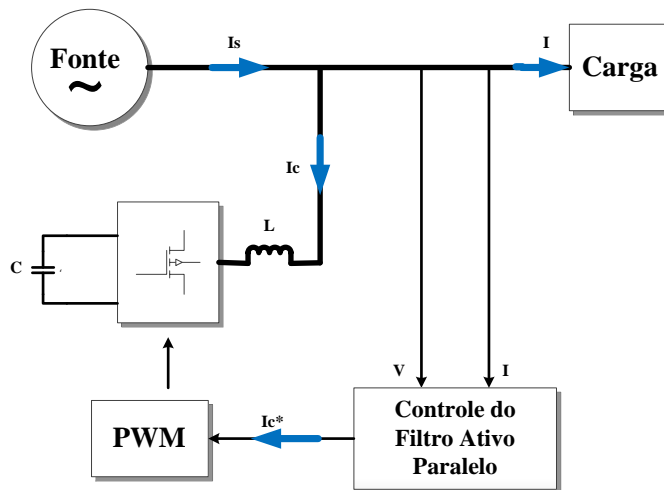 Fonte
~
Is
I
Carga
Ic
L
C
V
I
Ic*
PWM
Controle do
Filtro Ativo
Paralelo